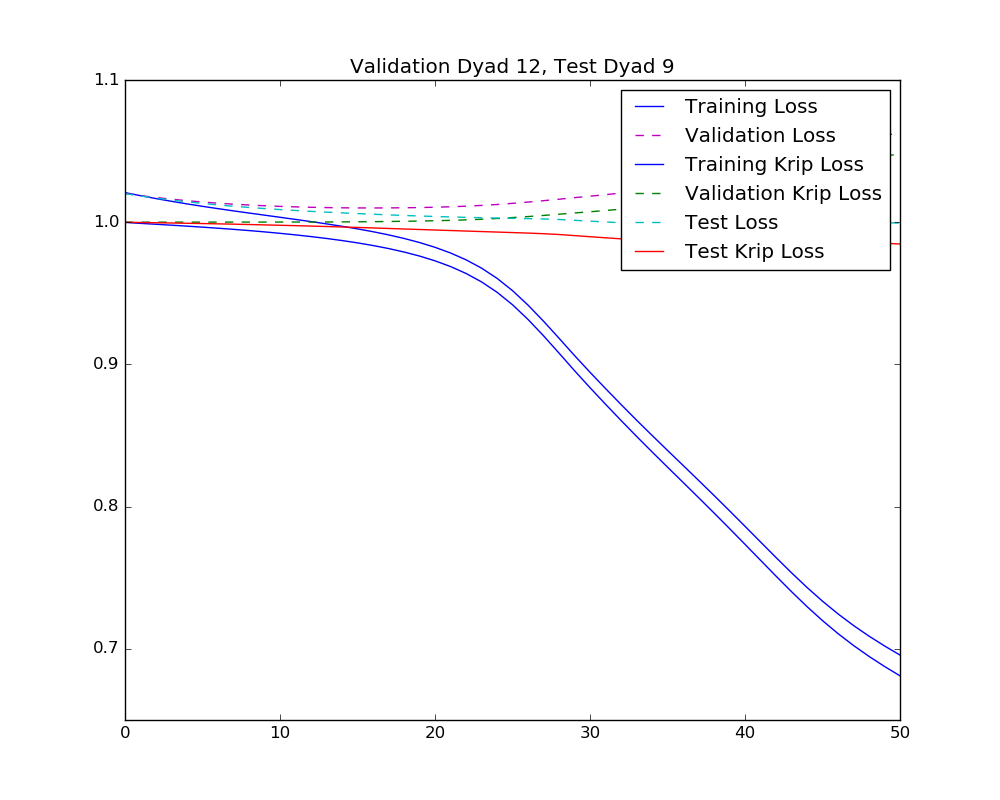 Validation Dyad 12, Test Dyad 9
1.1
1.0
0.9
0.8
0.7
Training Loss
Validation Loss
Training Krip Loss
Validation Krip Loss
Test Loss
Test Krip Loss
0 10 20 30 40 50